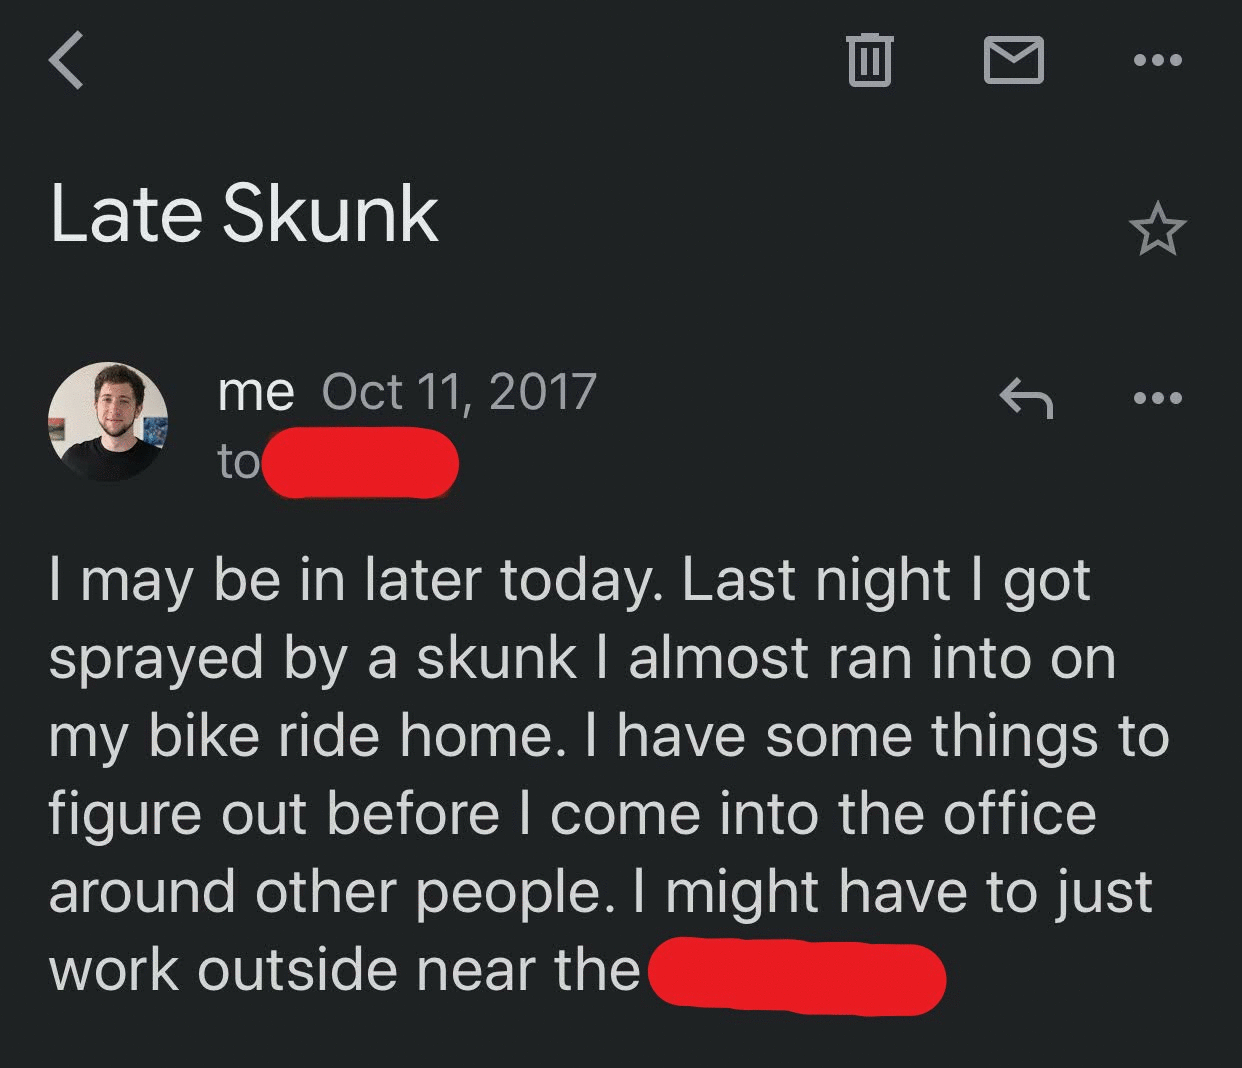 Late Skunk
me Oct 11, 2017
to
I may be in later today. Last night I got
sprayed by a skunk I almost ran into on
my bike ride home. I have some things to
figure out before I come into the office
around other people. I might have to just
work outside near the